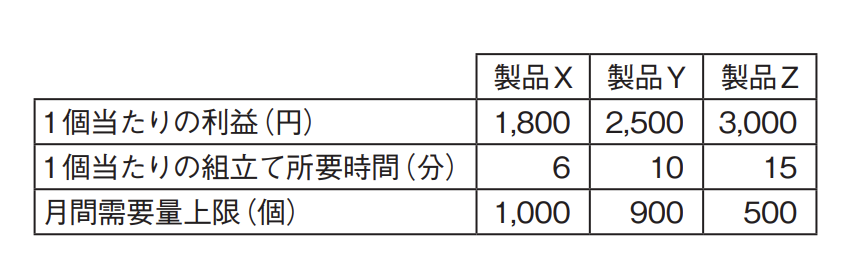 製品X 製品Y 製品Z
1個当たりの利益(円) 1,800 2,500 3,000
1個当たりの組立て所要時間(分) 6 10 15
月間需要量上限(個) 1,000 900 500